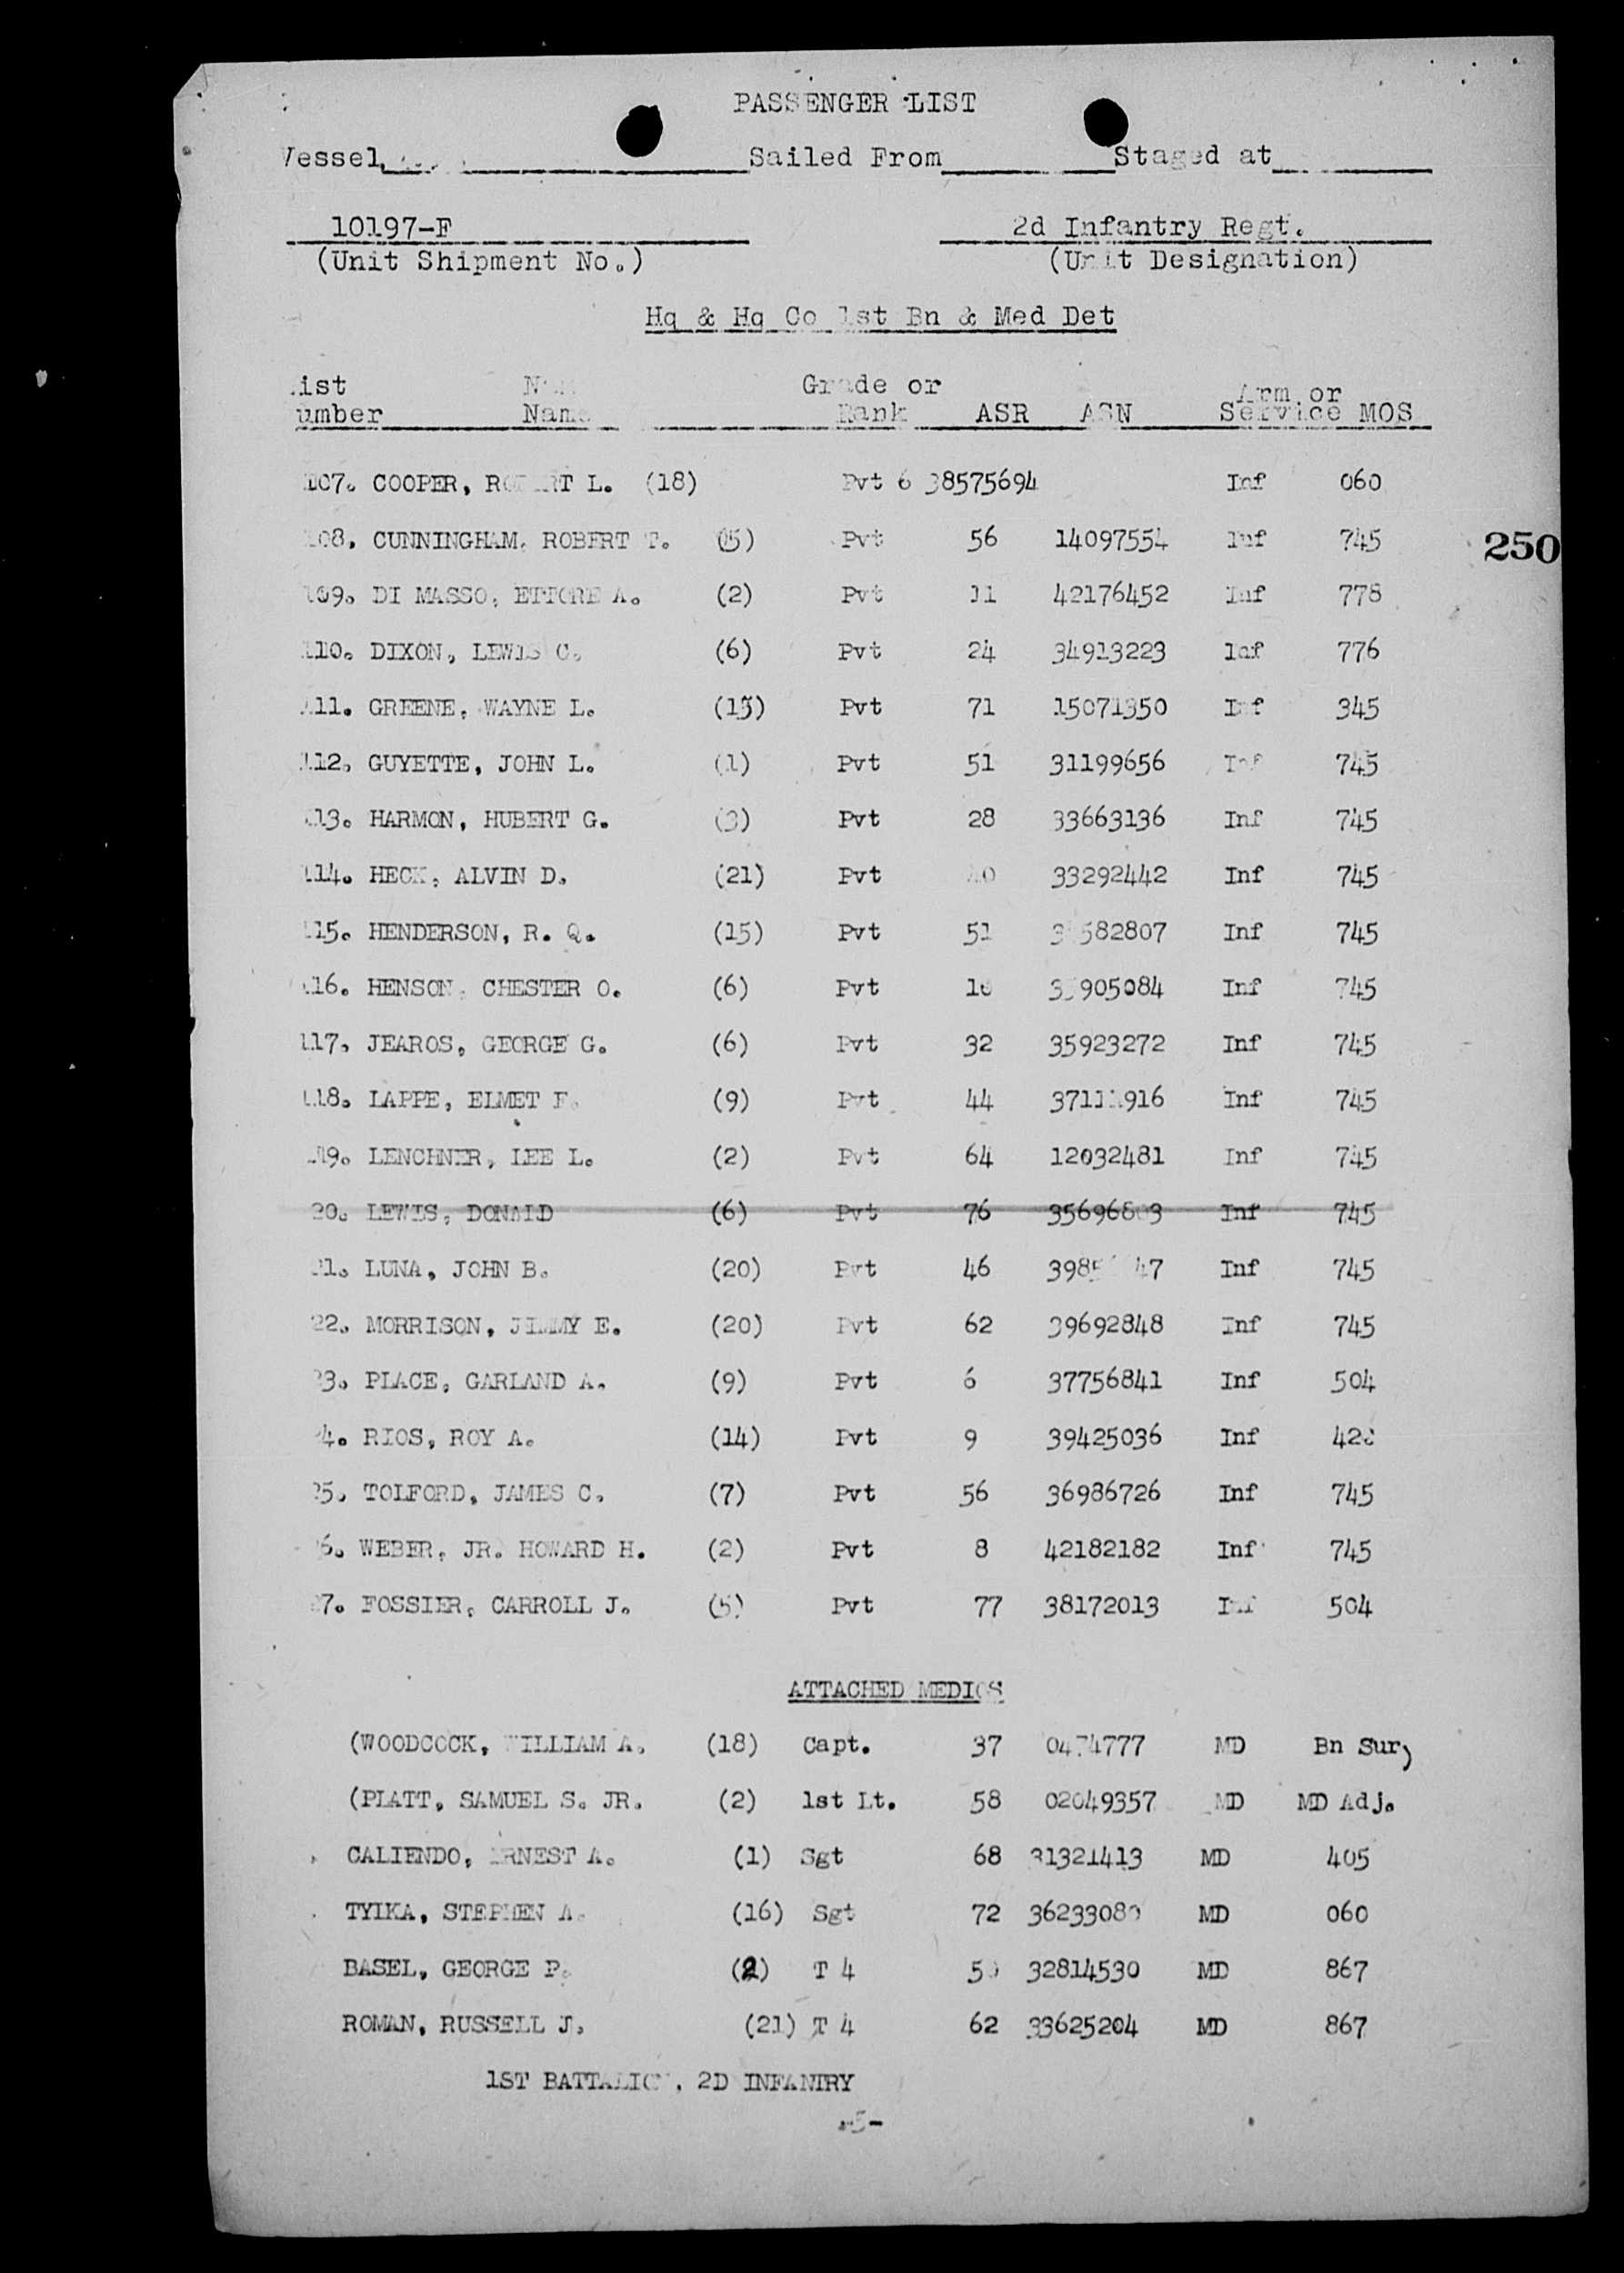 PASSENGER LIST
Vessel Sailed From Staged at
10197-F 2d Infantry Regt.
(Unit Shipment No.) (Unit Designation)
Hq & Hq Co 1st Bn & Med Det
List Grade or Arm or
Number Name Rank ASR ASN Service MOS
107. COOPER, ROBERT L. (18) Pvt 6 38575694 Inf 060
108. CUNNINGHAM, ROBERT T. (5) Pvt 56 14097554 Inf 745
250
109. DI MASSO, ETTORE A. (2) Pvt 11 42176452 Inf 778
110. DIXON, LEWIS C. (6) Pvt 24 34913223 Inf 776
111. GREENE, WAYNE L. (15) Pvt 71 15071350 Inf 345
112. GUYETTE, JOHN L. (1) Pvt 51 31199656 Inf 745
113. HARMON, HUBERT G. (3) Pvt 28 33663136 Inf 745
114. HECK, ALVIN D. (21) Pvt 33292442 Inf 745
115. HENDERSON, R. Q. (15) Pvt 51 Inf 745
116. HENSON, CHESTER O. (6) Pvt Inf 745
117. JEAROS, GEORGE G. (6) Pvt 32 35923272 Inf 745
118. LAPPE, ELMET F. (9) Pvt 44 Inf 745
119. LENCHNER, LEE L. (2) Pvt 64 12032481 Inf 745
20. LEWIS, DONALD (6) Pvt 76 Inf 745
21. LUNA, JOHN B. (20) Pvt 46 Inf 745
22. MORRISON, JIMMY E. (20) Pvt 62 39692848 Inf 745
23. PLACE, GARLAND A. (9) Pvt 6 37756841 Inf 504
4. RIOS, ROY A. (14) Pvt 9 39425036 Inf
25. TOLFORD, JAMES C. (7) Pvt 56 36986726 Inf 745
6. WEBER, JR. HOWARD H. (2) Pvt 8 42182182 Inf 745
27. FOSSIER, CARROLL J. (5) Pvt 77 38172013 Inf 504
ATTACHED MEDICS
(WOODCOCK, WILLIAM A. (18) Capt. 37 MD Bn Sur)
(PLATT, SAMUEL S. JR. (2) 1st Lt. 58 02049357 MD MD Adj.
CALIENDO, ERNEST A. (1) Sgt 68 31321413 MD 405
TYIKA, STEPHEN A. (16) Sgt 72 MD 060
BASEL, GEORGE P. (2) T 4 32814530 MD 867
ROMAN, RUSSELL J. (21) T 4 62 33625204 MD 867
1ST BATTALION, 2D INFANTRY
-5-